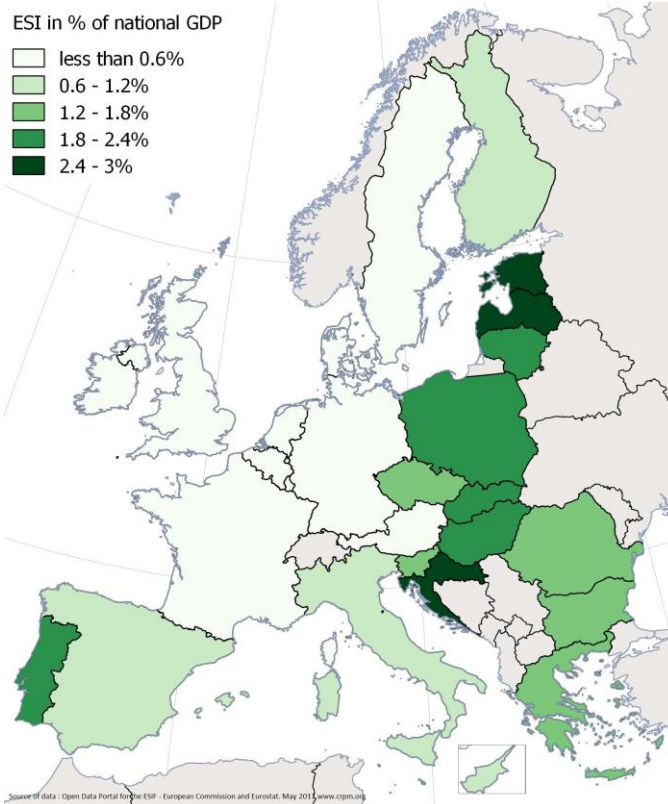 ESI in % of national GDP
less than 0.6%
0.6 - 1.2%
1.2 - 1.8%
1.8 - 2.4%
2.4 - 3%
Source of data : Open Data Portal for the ESIF - European Commission and Eurostat. May 2017 www.crpm.org